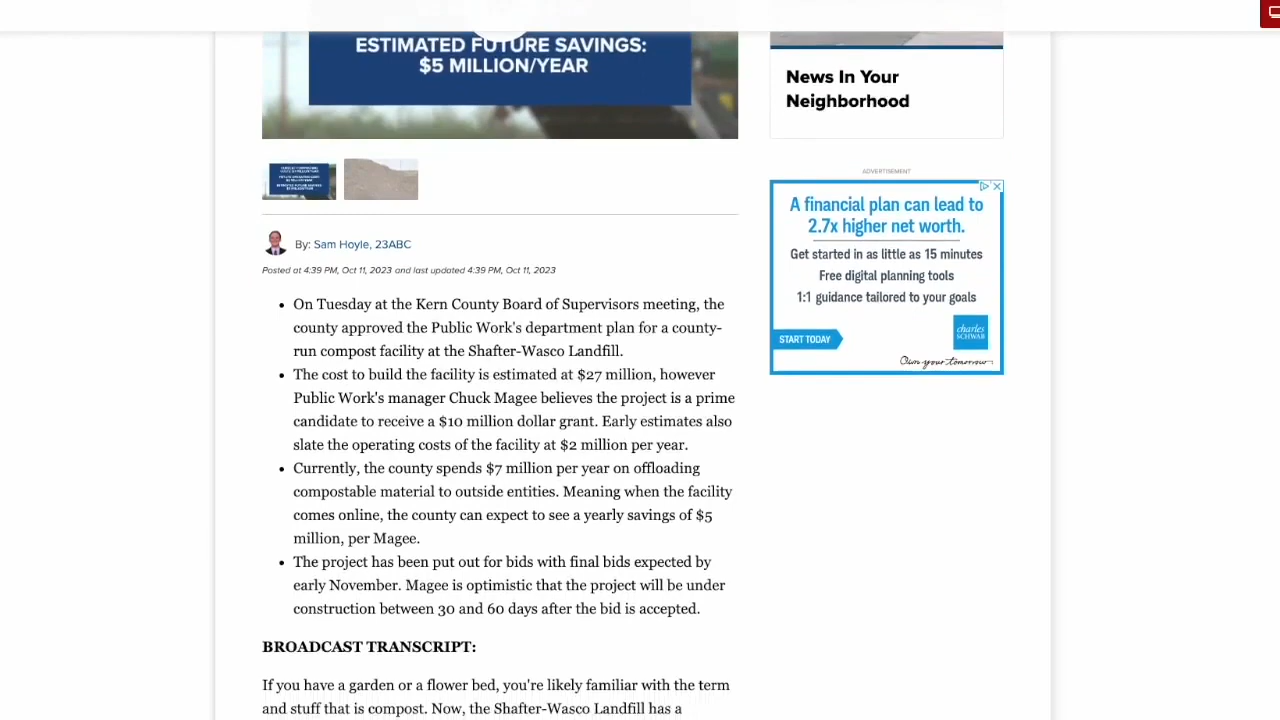 ESTIMATED FUTURE SAVINGS:
$5 MILLION/YEAR
News In Your
Neighborhood
ADVERTISEMENT
A financial plan can lead to
2.7x higher net worth.
Get started in as little as 15 minutes
Free digital planning tools
1:1 guidance tailored to your goals
START TODAY
charles
SCHWAB
Own your tomorrow
By: Sam Hoyle, 23ABC
Posted at 4:39 PM, Oct 11, 2023 and last updated 4:39 PM, Oct 11, 2023
• On Tuesday at the Kern County Board of Supervisors meeting, the
county approved the Public Work's department plan for a county-
run compost facility at the Shafter-Wasco Landfill.
• The cost to build the facility is estimated at $27 million, however
Public Work's manager Chuck Magee believes the project is a prime
candidate to receive a $10 million dollar grant. Early estimates also
slate the operating costs of the facility at $2 million per year.
• Currently, the county spends $7 million per year on offloading
compostable material to outside entities. Meaning when the facility
comes online, the county can expect to see a yearly savings of $5
million, per Magee.
• The project has been put out for bids with final bids expected by
early November. Magee is optimistic that the project will be under
construction between 30 and 60 days after the bid is accepted.
BROADCAST TRANSCRIPT:
If you have a garden or a flower bed, you're likely familiar with the term
and stuff that is compost. Now, the Shafter-Wasco Landfill has a